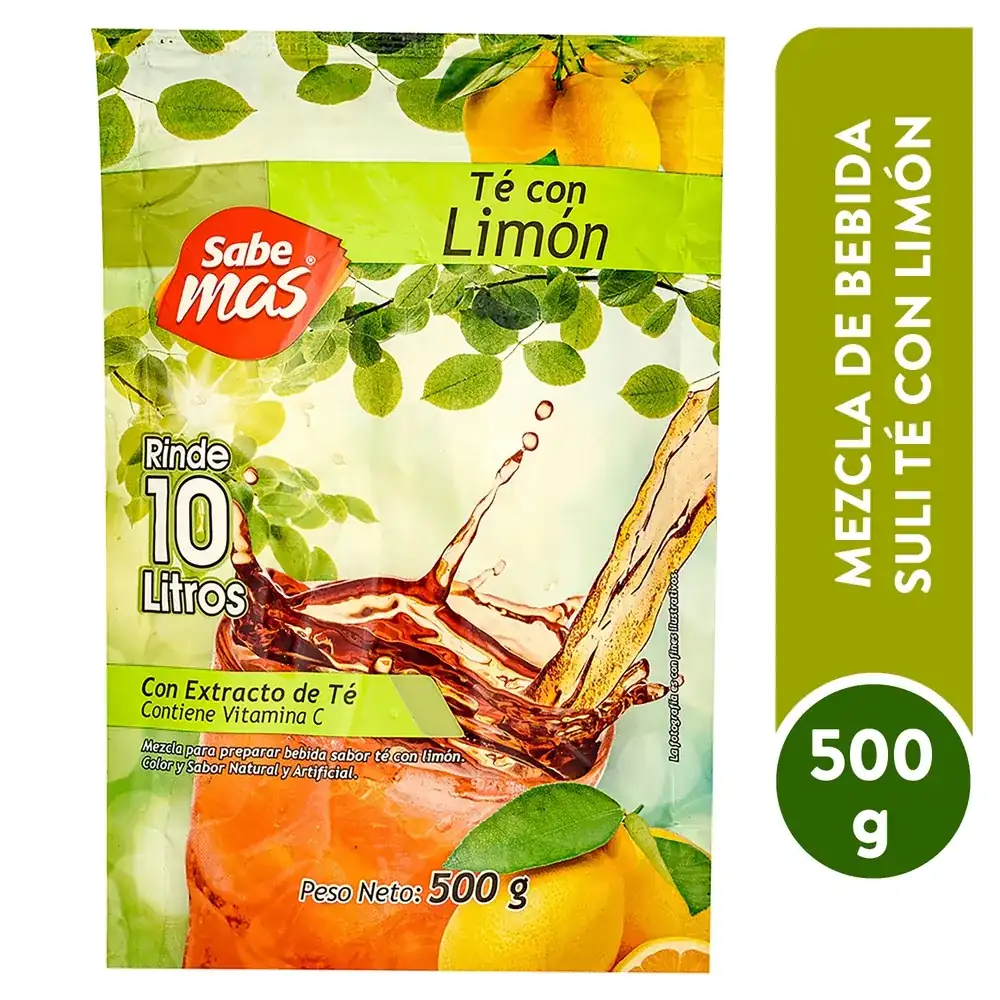 Té con
Limón
Sabe
mas®
Rinde
10
Litros
Con Extracto de Té
Contiene Vitamina C
Mezcla para preparar bebida sabor té con limón.
Color y Sabor Natural y Artificial.
La fotografía es con fines ilustrativos.
Peso Neto: 500 g
MEZCLA DE BEBIDA
SULI TÉ CON LIMÓN
500
g